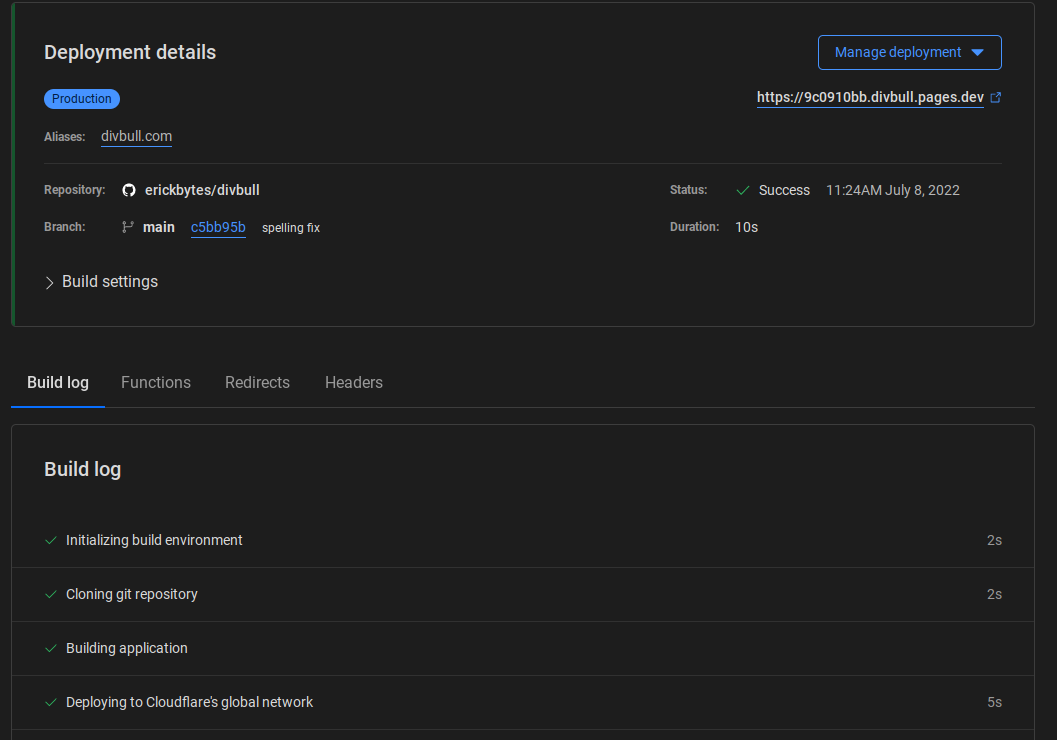 Deployment details
Manage deployment
Production
https://9c0910bb.divbull.pages.dev
Aliases: divbull.com
Repository: erickbytes/divbull
Status: Success 11:24AM July 8, 2022
Branch: main c5bb95b spelling fix
Duration: 10s
Build settings
Build log Functions Redirects Headers
Build log
Initializing build environment 2s
Cloning git repository 2s
Building application
Deploying to Cloudflare's global network 5s